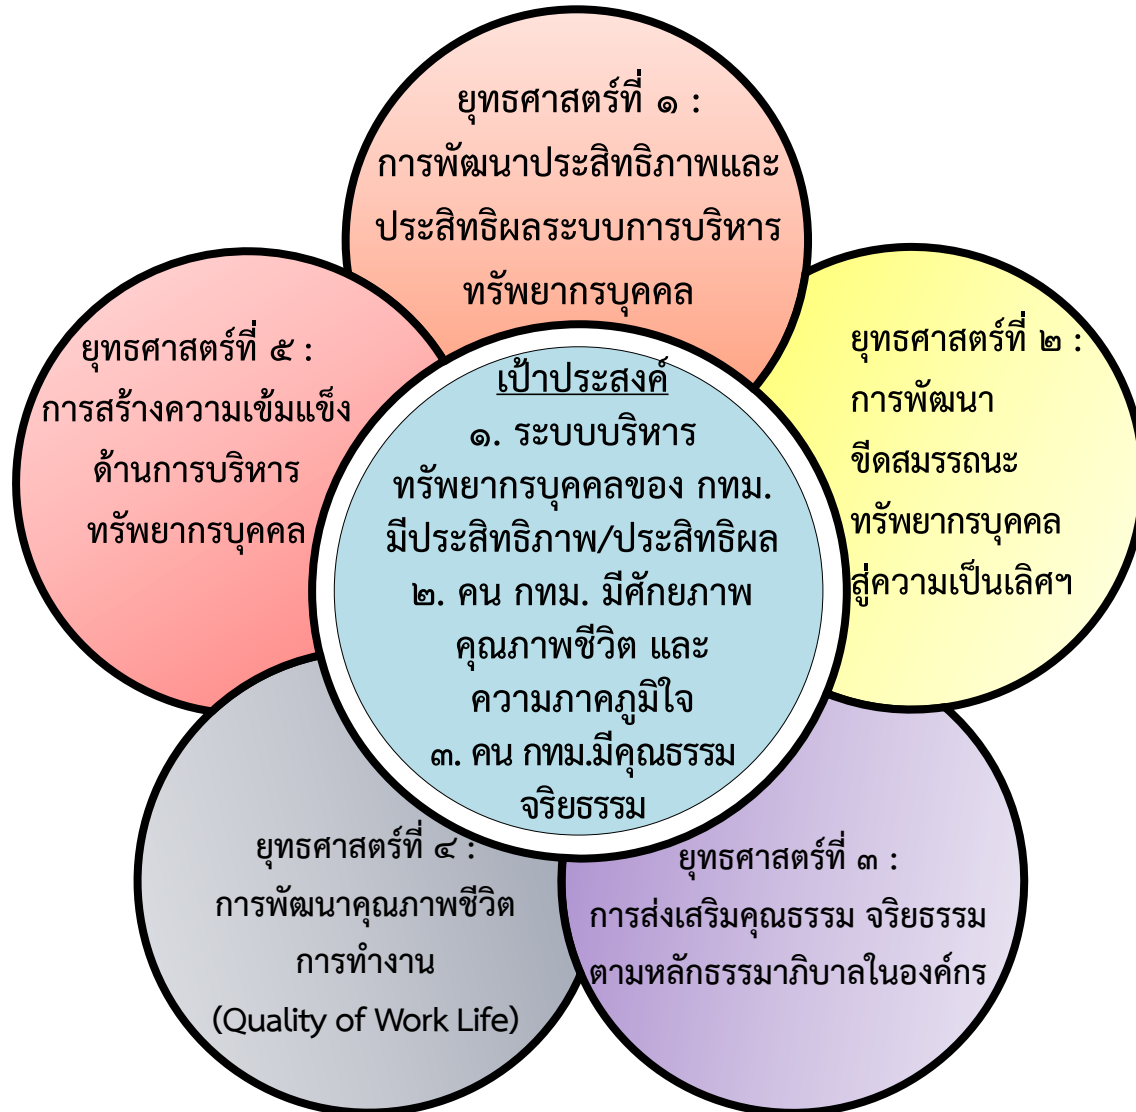 ยุทธศาสตร์ที่ ๑ :
การพัฒนาประสิทธิภาพและ
ประสิทธิผลระบบการบริหาร
ทรัพยากรบุคคล
ยุทธศาสตร์ที่ ๒ :
การพัฒนา
ขีดสมรรถนะ
ทรัพยากรบุคคล
สู่ความเป็นเลิศฯ
ยุทธศาสตร์ที่ ๓ :
การส่งเสริมคุณธรรม จริยธรรม
ตามหลักธรรมาภิบาลในองค์กร
ยุทธศาสตร์ที่ ๔ :
การพัฒนาคุณภาพชีวิต
การทำงาน
(Quality of Work Life)
ยุทธศาสตร์ที่ ๕ :
การสร้างความเข้มแข็ง
ด้านการบริหาร
ทรัพยากรบุคคล
เป้าประสงค์
๑. ระบบบริหาร
ทรัพยากรบุคคลของ กทม.
มีประสิทธิภาพ/ประสิทธิผล
๒. คน กทม. มีศักยภาพ
คุณภาพชีวิต และ
ความภาคภูมิใจ
๓. คน กทม.มีคุณธรรม
จริยธรรม